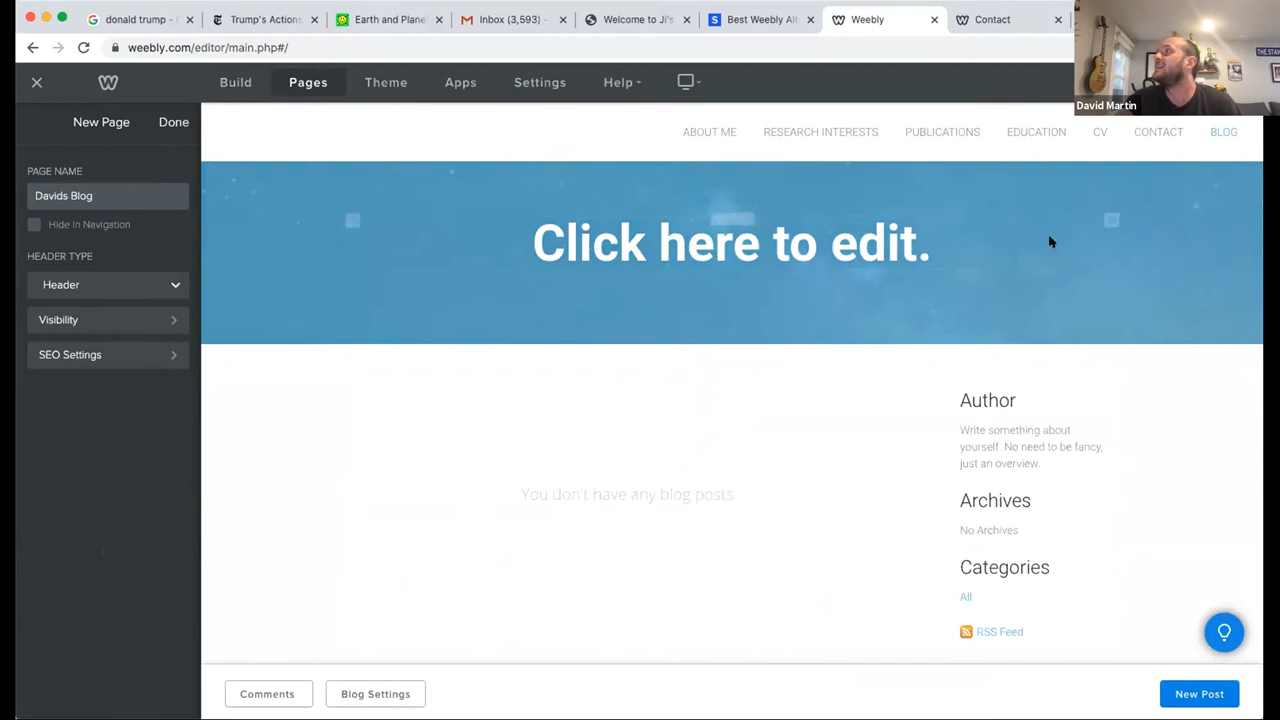 donald trump -
Trump's Actions
Earth and Plane
Inbox (3,593) -
Welcome to Ji's
Best Weebly Alt
Weebly
Contact
weebly.com/editor/main.php#/
THE STAN
David Martin
Build
Pages
Theme
Apps
Settings
Help
New Page
Done
ABOUT ME
RESEARCH INTERESTS
PUBLICATIONS
EDUCATION
CV
CONTACT
BLOG
PAGE NAME
Davids Blog
Hide In Navigation
HEADER TYPE
Header
Visibility
SEO Settings
Click here to edit.
You don't have any blog posts
Author
Write something about
yourself. No need to be fancy,
just an overview.
Archives
No Archives
Categories
All
RSS Feed
Comments
Blog Settings
New Post